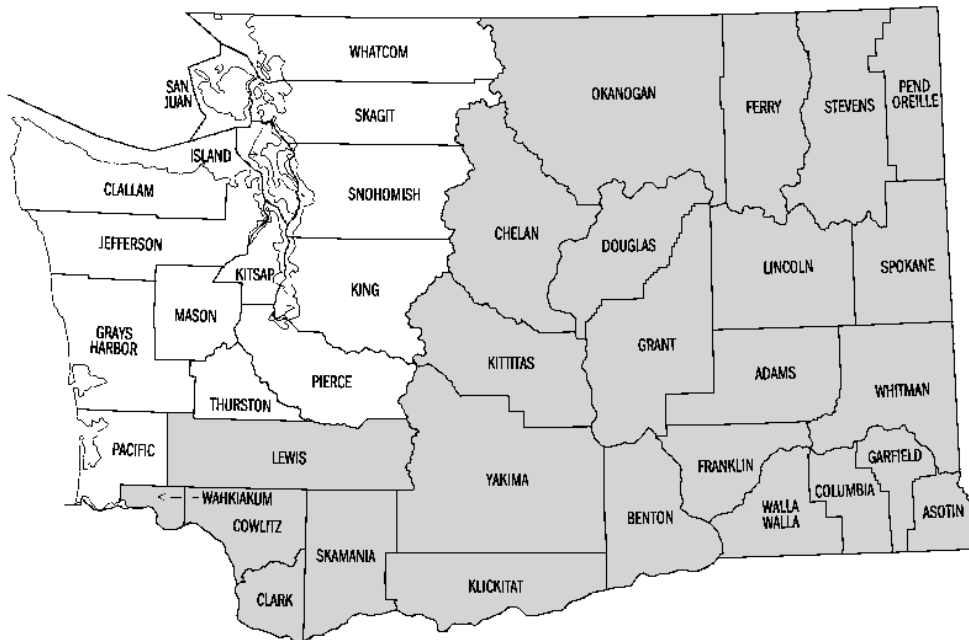 WHATCOM
SAN
JUAN
SKAGIT
ISLAND
CLALLAM
SNOHOMISH
JEFFERSON
KITSAP
KING
MASON
GRAYS
HARBOR
PIERCE
THURSTON
PACIFIC
LEWIS
WAHKIAKUM
COWLITZ
SKAMANIA
CLARK
OKANOGAN
FERRY
STEVENS
PEND
OREILLE
CHELAN
DOUGLAS
LINCOLN
SPOKANE
KITTITAS
GRANT
ADAMS
WHITMAN
YAKIMA
BENTON
FRANKLIN
WALLA
WALLA
COLUMBIA
GARFIELD
ASOTIN
KLICKITAT